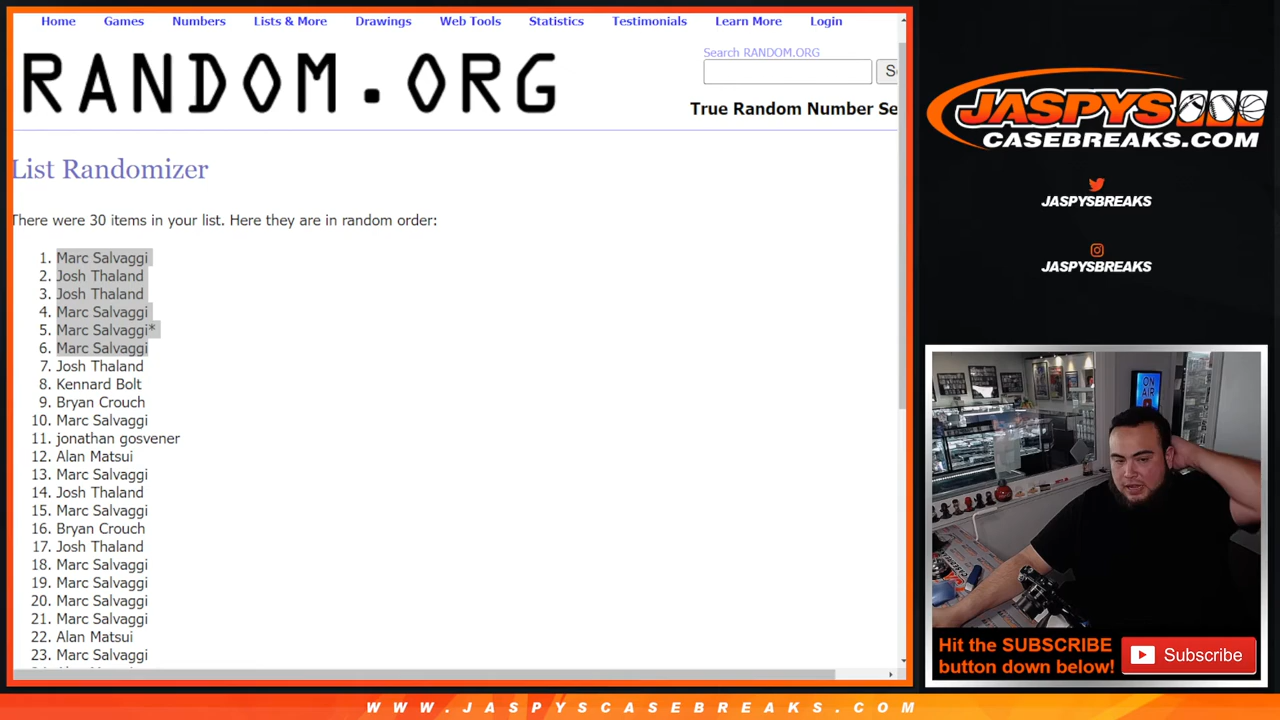 Home Games Numbers Lists & More Drawings Web Tools Statistics Testimonials Learn More Login
RANDOM.ORG
Search RANDOM.ORG
True Random Number Se
List Randomizer
There were 30 items in your list. Here they are in random order:
1. Marc Salvaggi
2. Josh Thaland
3. Josh Thaland
4. Marc Salvaggi
5. Marc Salvaggi*
6. Marc Salvaggi
7. Josh Thaland
8. Kennard Bolt
9. Bryan Crouch
10. Marc Salvaggi
11. jonathan gosvener
12. Alan Matsui
13. Marc Salvaggi
14. Josh Thaland
15. Marc Salvaggi
16. Bryan Crouch
17. Josh Thaland
18. Marc Salvaggi
19. Marc Salvaggi
20. Marc Salvaggi
21. Marc Salvaggi
22. Alan Matsui
23. Marc Salvaggi
JASPYS
CASEBREAKS.COM
JASPYSBREAKS
JASPYSBREAKS
ON
AIR
Hit the SUBSCRIBE
button down below!
Subscribe
WWW.JASPYSCASEBREAKS.COM